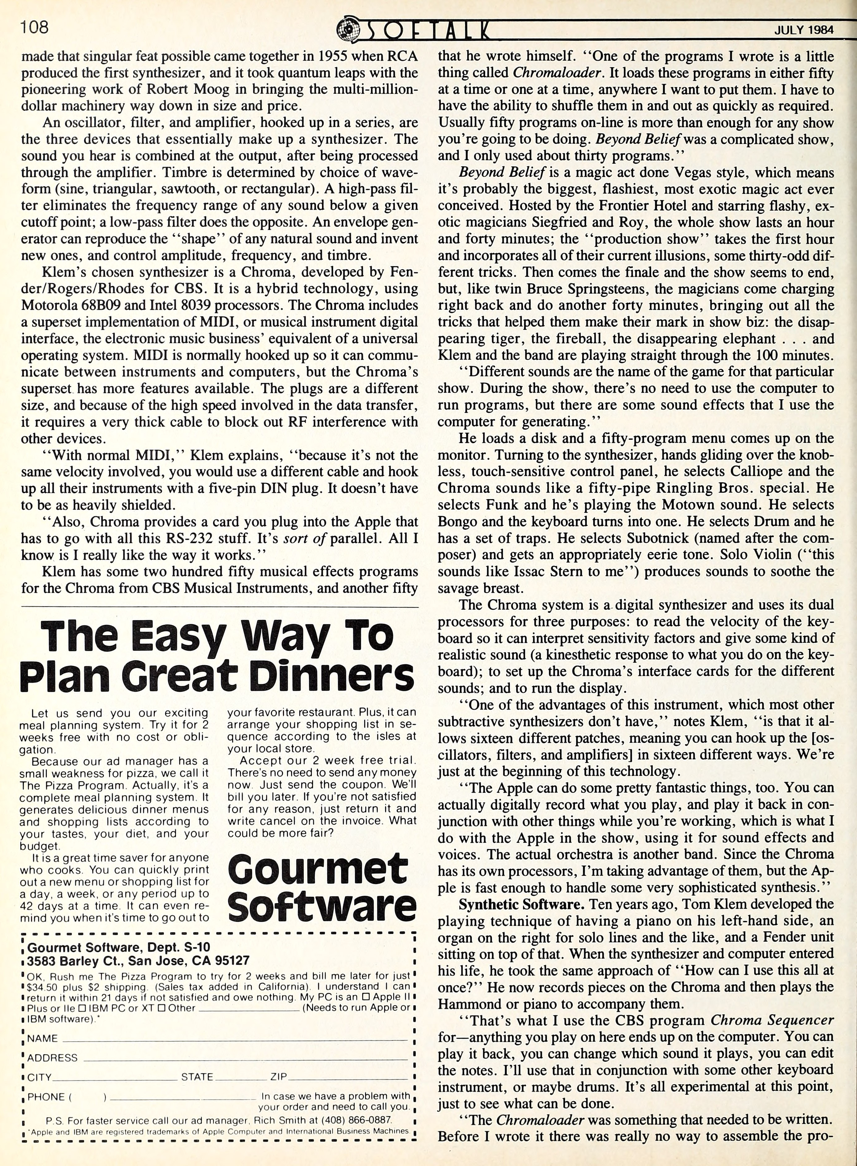 108
SOFTALK
JULY 1984
made that singular feat possible came together in 1955 when RCA
produced the first synthesizer, and it took quantum leaps with the
pioneering work of Robert Moog in bringing the multi-million-
dollar machinery way down in size and price.
An oscillator, filter, and amplifier, hooked up in a series, are
the three devices that essentially make up a synthesizer. The
sound you hear is combined at the output, after being processed
through the amplifier. Timbre is determined by choice of wave-
form (sine, triangular, sawtooth, or rectangular). A high-pass fil-
ter eliminates the frequency range of any sound below a given
cutoff point; a low-pass filter does the opposite. An envelope gen-
erator can reproduce the ‘‘shape’’ of any natural sound and invent
new ones, and control amplitude, frequency, and timbre.
Klem's chosen synthesizer is a Chroma, developed by Fen-
der/Rogers/Rhodes for CBS. It is a hybrid technology, using
Motorola 68B09 and Intel 8039 processors. The Chroma includes
a superset implementation of MIDI, or musical instrument digital
interface, the electronic music business' equivalent of a universal
operating system. MIDI is normally hooked up so it can commu-
nicate between instruments and computers, but the Chroma's
superset has more features available. The plugs are a different
size, and because of the high speed involved in the data transfer,
it requires a very thick cable to block out RF interference with
other devices.
‘‘With normal MIDI,’’ Klem explains, ‘‘because it's not the
same velocity involved, you would use a different cable and hook
up all their instruments with a five-pin DIN plug. It doesn't have
to be as heavily shielded.
‘‘Also, Chroma provides a card you plug into the Apple that
has to go with all this RS-232 stuff. It's sort of parallel. All I
know is I really like the way it works.’’
Klem has some two hundred fifty musical effects programs
for the Chroma from CBS Musical Instruments, and another fifty
The Easy Way To
Plan Great Dinners
Let us send you our exciting
meal planning system. Try it for 2
weeks free with no cost or obli-
gation.
Because our ad manager has a
small weakness for pizza, we call it
The Pizza Program. Actually, it's a
complete meal planning system. It
generates delicious dinner menus
and shopping lists according to
your tastes, your diet, and your
budget.
It is a great time saver for anyone
who cooks. You can quickly print
out a new menu or shopping list for
a day, a week, or any period up to
42 days at a time. It can even re-
mind you when it's time to go out to
your favorite restaurant. Plus, it can
arrange your shopping list in se-
quence according to the isles at
your local store.
Accept our 2 week free trial.
There's no need to send any money
now. Just send the coupon. We'll
bill you later. If you're not satisfied
for any reason, just return it and
write cancel on the invoice. What
could be more fair?
Gourmet
Software
Gourmet Software, Dept. S-10
3583 Barley Ct., San Jose, CA 95127
OK. Rush me The Pizza Program to try for 2 weeks and bill me later for just
$34.50 plus $2 shipping. (Sales tax added in California). I understand I can
return it within 21 days if not satisfied and owe nothing. My PC is an □ Apple II
Plus or IIe □ IBM PC or XT □ Other (Needs to run Apple or
IBM software).*
NAME
ADDRESS
CITY STATE ZIP
PHONE ( ) In case we have a problem with
your order and need to call you.
P.S. For faster service call our ad manager, Rich Smith at (408) 866-0887.
*Apple and IBM are registered trademarks of Apple Computer and International Business Machines.
that he wrote himself. ‘‘One of the programs I wrote is a little
thing called Chromaloader. It loads these programs in either fifty
at a time or one at a time, anywhere I want to put them. I have to
have the ability to shuffle them in and out as quickly as required.
Usually fifty programs on-line is more than enough for any show
you're going to be doing. Beyond Belief was a complicated show,
and I only used about thirty programs.’’
Beyond Belief is a magic act done Vegas style, which means
it's probably the biggest, flashiest, most exotic magic act ever
conceived. Hosted by the Frontier Hotel and starring flashy, ex-
otic magicians Siegfried and Roy, the whole show lasts an hour
and forty minutes; the ‘‘production show’’ takes the first hour
and incorporates all of their current illusions, some thirty-odd dif-
ferent tricks. Then comes the finale and the show seems to end,
but, like twin Bruce Springsteens, the magicians come charging
right back and do another forty minutes, bringing out all the
tricks that helped them make their mark in show biz: the disap-
pearing tiger, the fireball, the disappearing elephant . . . and
Klem and the band are playing straight through the 100 minutes.
‘‘Different sounds are the name of the game for that particular
show. During the show, there's no need to use the computer to
run programs, but there are some sound effects that I use the
computer for generating.’’
He loads a disk and a fifty-program menu comes up on the
monitor. Turning to the synthesizer, hands gliding over the knob-
less, touch-sensitive control panel, he selects Calliope and the
Chroma sounds like a fifty-pipe Ringling Bros. special. He
selects Funk and he's playing the Motown sound. He selects
Bongo and the keyboard turns into one. He selects Drum and he
has a set of traps. He selects Subotnick (named after the com-
poser) and gets an appropriately eerie tone. Solo Violin (‘‘this
sounds like Issac Stern to me’’) produces sounds to soothe the
savage breast.
The Chroma system is a digital synthesizer and uses its dual
processors for three purposes: to read the velocity of the key-
board so it can interpret sensitivity factors and give some kind of
realistic sound (a kinesthetic response to what you do on the key-
board); to set up the Chroma's interface cards for the different
sounds; and to run the display.
‘‘One of the advantages of this instrument, which most other
subtractive synthesizers don't have,’’ notes Klem, ‘‘is that it al-
lows sixteen different patches, meaning you can hook up the [os-
cillators, filters, and amplifiers] in sixteen different ways. We're
just at the beginning of this technology.
‘‘The Apple can do some pretty fantastic things, too. You can
actually digitally record what you play, and play it back in con-
junction with other things while you're working, which is what I
do with the Apple in the show, using it for sound effects and
voices. The actual orchestra is another band. Since the Chroma
has its own processors, I'm taking advantage of them, but the Ap-
ple is fast enough to handle some very sophisticated synthesis.’’
Synthetic Software. Ten years ago, Tom Klem developed the
playing technique of having a piano on his left-hand side, an
organ on the right for solo lines and the like, and a Fender unit
sitting on top of that. When the synthesizer and computer entered
his life, he took the same approach of ‘‘How can I use this all at
once?’’ He now records pieces on the Chroma and then plays the
Hammond or piano to accompany them.
‘‘That's what I use the CBS program Chroma Sequencer
for—anything you play on here ends up on the computer. You can
play it back, you can change which sound it plays, you can edit
the notes. I'll use that in conjunction with some other keyboard
instrument, or maybe drums. It's all experimental at this point,
just to see what can be done.
‘‘The Chromaloader was something that needed to be written.
Before I wrote it there was really no way to assemble the pro-